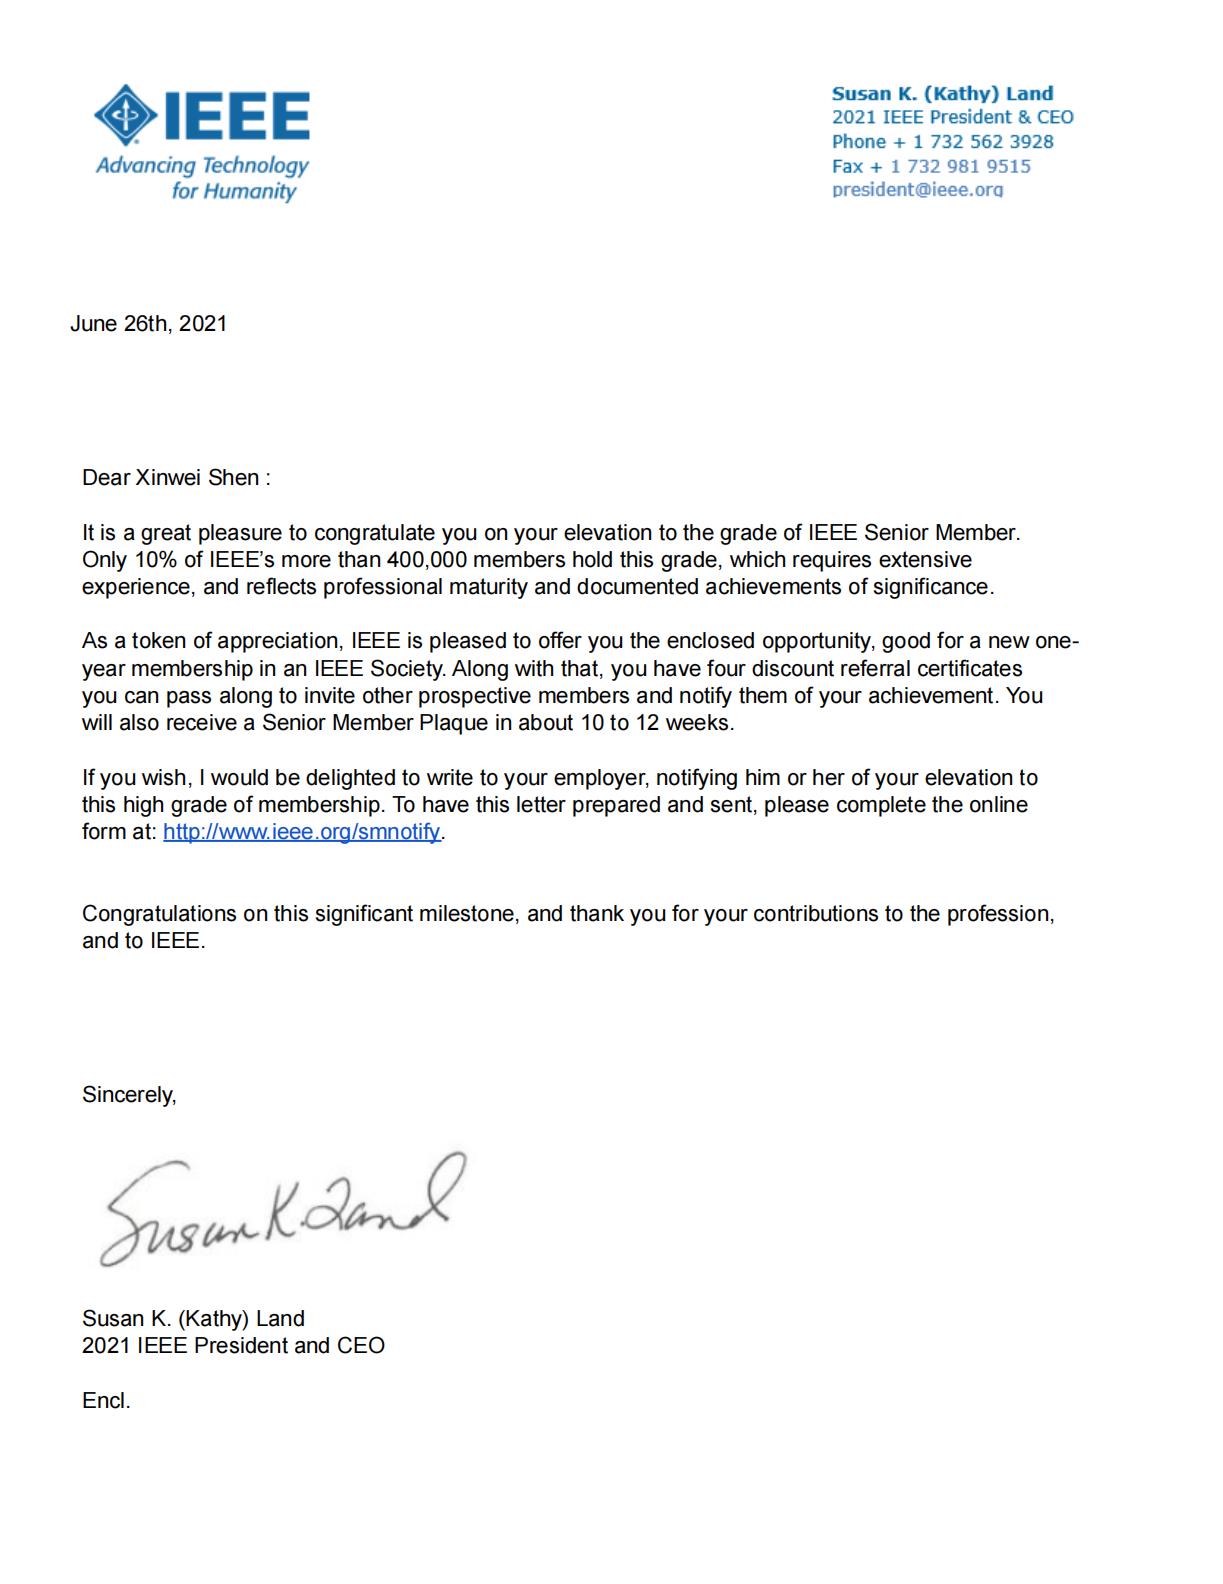 IEEE
Advancing Technology
for Humanity
Susan K. (Kathy) Land
2021 IEEE President & CEO
Phone + 1 732 562 3928
Fax + 1 732 981 9515
president@ieee.org
June 26th, 2021
Dear Xinwei Shen :
It is a great pleasure to congratulate you on your elevation to the grade of IEEE Senior Member.
Only 10% of IEEE’s more than 400,000 members hold this grade, which requires extensive
experience, and reflects professional maturity and documented achievements of significance.
As a token of appreciation, IEEE is pleased to offer you the enclosed opportunity, good for a new one-
year membership in an IEEE Society. Along with that, you have four discount referral certificates
you can pass along to invite other prospective members and notify them of your achievement. You
will also receive a Senior Member Plaque in about 10 to 12 weeks.
If you wish, I would be delighted to write to your employer, notifying him or her of your elevation to
this high grade of membership. To have this letter prepared and sent, please complete the online
form at: http://www.ieee.org/smnotify.
Congratulations on this significant milestone, and thank you for your contributions to the profession,
and to IEEE.
Sincerely,
Susan K. Land
Susan K. (Kathy) Land
2021 IEEE President and CEO
Encl.